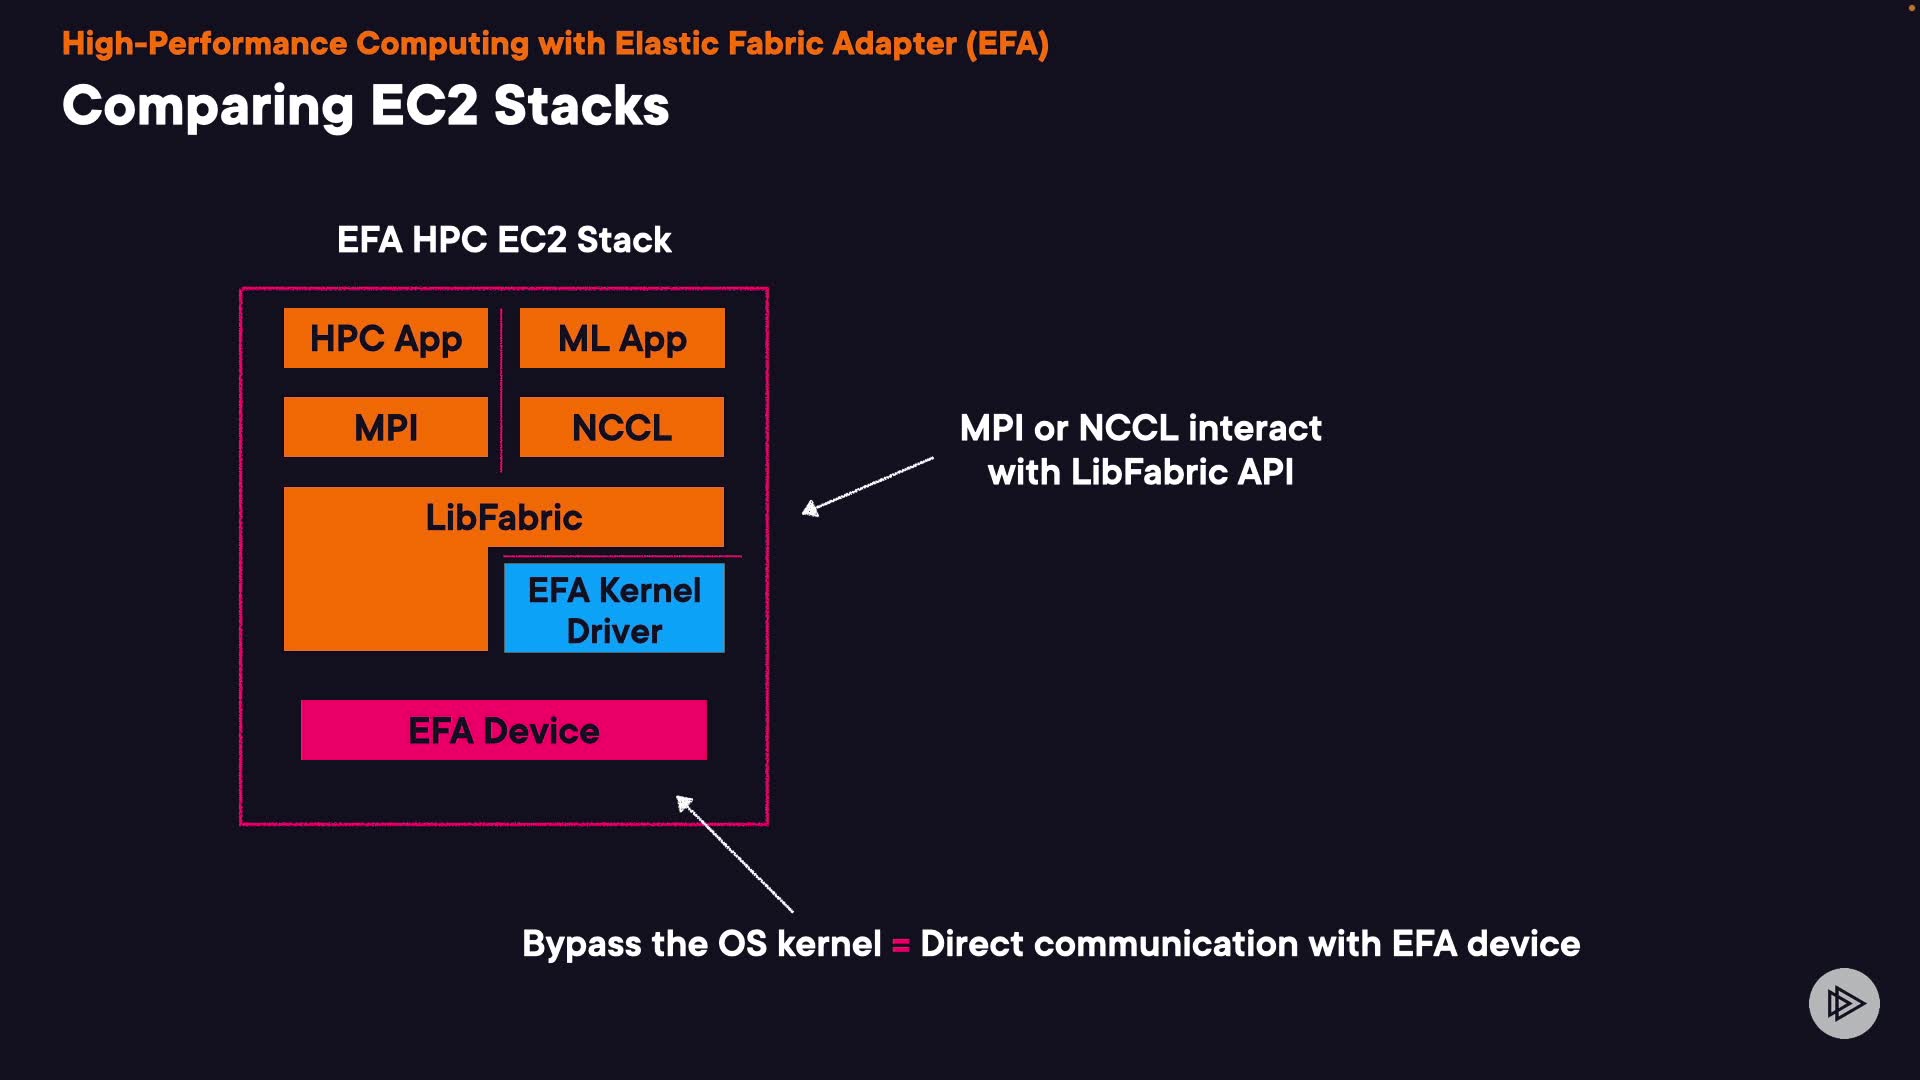 High-Performance Computing with Elastic Fabric Adapter (EFA)
Comparing EC2 Stacks
EFA HPC EC2 Stack
HPC App
ML App
MPI
NCCL
LibFabric
EFA Kernel
Driver
EFA Device
MPI or NCCL interact
with LibFabric API
Bypass the OS kernel = Direct communication with EFA device